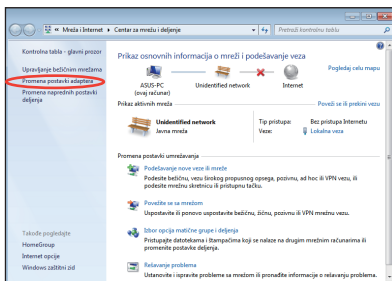 « Mreža i Internet ▸ Centar za mrežu i deljenje
Pretraži kontrolnu tablu
Kontrolna tabla - glavni prozor
Upravljanje bežičnim mrežama
Promena postavki adaptera
Promena naprednih postavki
deljenja
Takođe pogledajte
HomeGroup
Internet opcije
Windows zaštitni zid
Prikaz osnovnih informacija o mreži i podešavanje veza
Pogledaj celu mapu
ASUS-PC
(ovaj računar)
Unidentified network
Internet
Prikaz aktivnih mreža
Poveži se ili prekini vezu
Unidentified network
Javna mreža
Tip pristupa: Bez pristupa Internetu
Veze: Lokalna veza
Promena postavki umrežavanja
Podešavanje nove veze ili mreže
Podesite bežičnu, vezu širokog propusnog opsega, pozivnu, ad hoc ili VPN vezu, ili
podesite mrežnu skretnicu ili pristupnu tačku.
Povežite se sa mrežom
Uspostavite ili ponovo uspostavite bežičnu, žičnu, pozivnu ili VPN mrežnu vezu.
Izbor opcija matične grupe i deljenja
Pristupajte datotekama i štampačima koji se nalaze na drugim mrežnim računarima ili
promenite postavke deljenja.
Rešavanje problema
Ustanovite i ispravite probleme sa mrežom ili pronađite informacije o rešavanju problema.